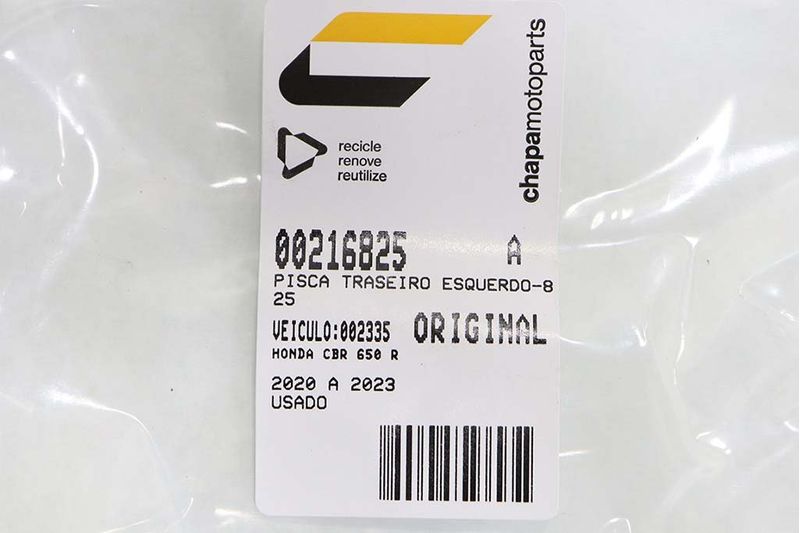 chapamotoparts
recicle
renove
reutilize
00216825 A
PISCA TRASEIRO ESQUERDO-8
25
VEICULO:002335 ORIGINAL
HONDA CBR 650 R
2020 A 2023
USADO